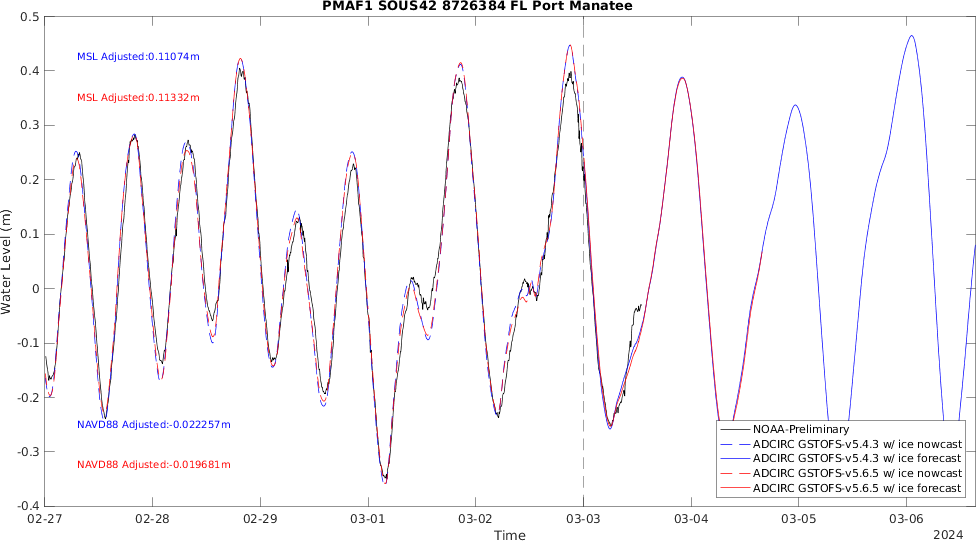 PMAF1 SOUS42 8726384 FL Port Manatee
0.5
0.4
0.3
0.2
0.1
0
-0.1
-0.2
-0.3
-0.4
Water Level (m)
MSL Adjusted:0.11074m
MSL Adjusted:0.11332m
NAVD88 Adjusted:-0.022257m
NAVD88 Adjusted:-0.019681m
NOAA-Preliminary
ADCIRC GSTOFS-v5.4.3 w/ ice nowcast
ADCIRC GSTOFS-v5.4.3 w/ ice forecast
ADCIRC GSTOFS-v5.6.5 w/ ice nowcast
ADCIRC GSTOFS-v5.6.5 w/ ice forecast
02-27 02-28 02-29 03-01 03-02 03-03 03-04 03-05 03-06
Time
2024